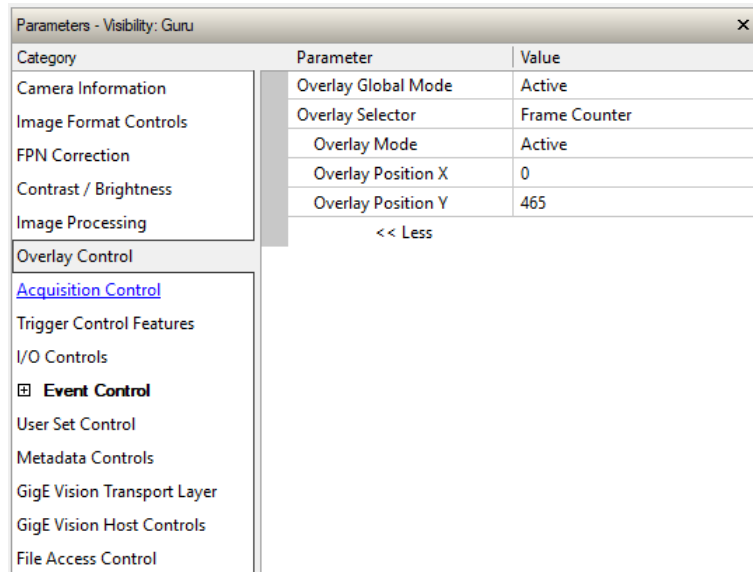 Parameters - Visibility: Guru
Category
Camera Information
Image Format Controls
FPN Correction
Contrast / Brightness
Image Processing
Overlay Control
Acquisition Control
Trigger Control Features
I/O Controls
Event Control
User Set Control
Metadata Controls
GigE Vision Transport Layer
GigE Vision Host Controls
File Access Control
Parameter Value
Overlay Global Mode Active
Overlay Selector Frame Counter
Overlay Mode Active
Overlay Position X 0
Overlay Position Y 465
<< Less